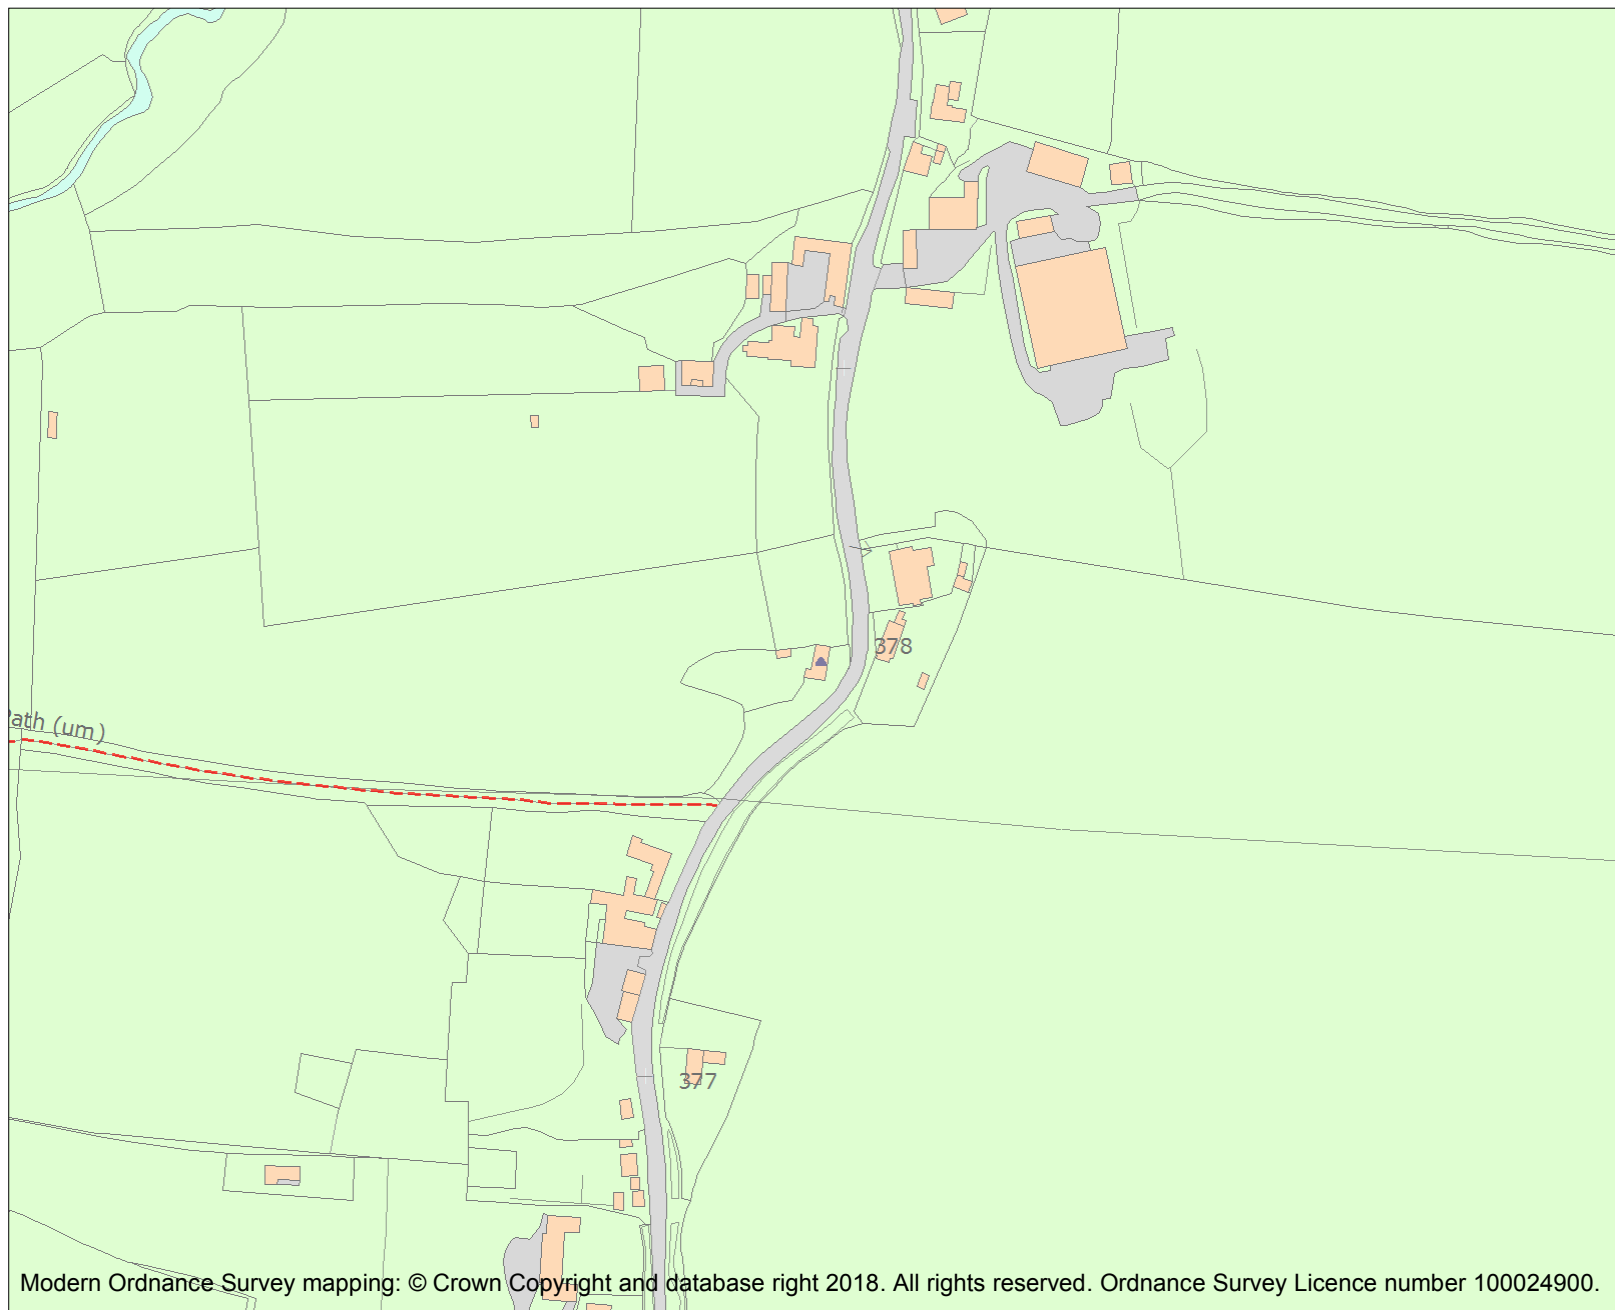 378
Path (um)
377
Modern Ordnance Survey mapping: © Crown Copyright and database right 2018. All rights reserved. Ordnance Survey Licence number 100024900.